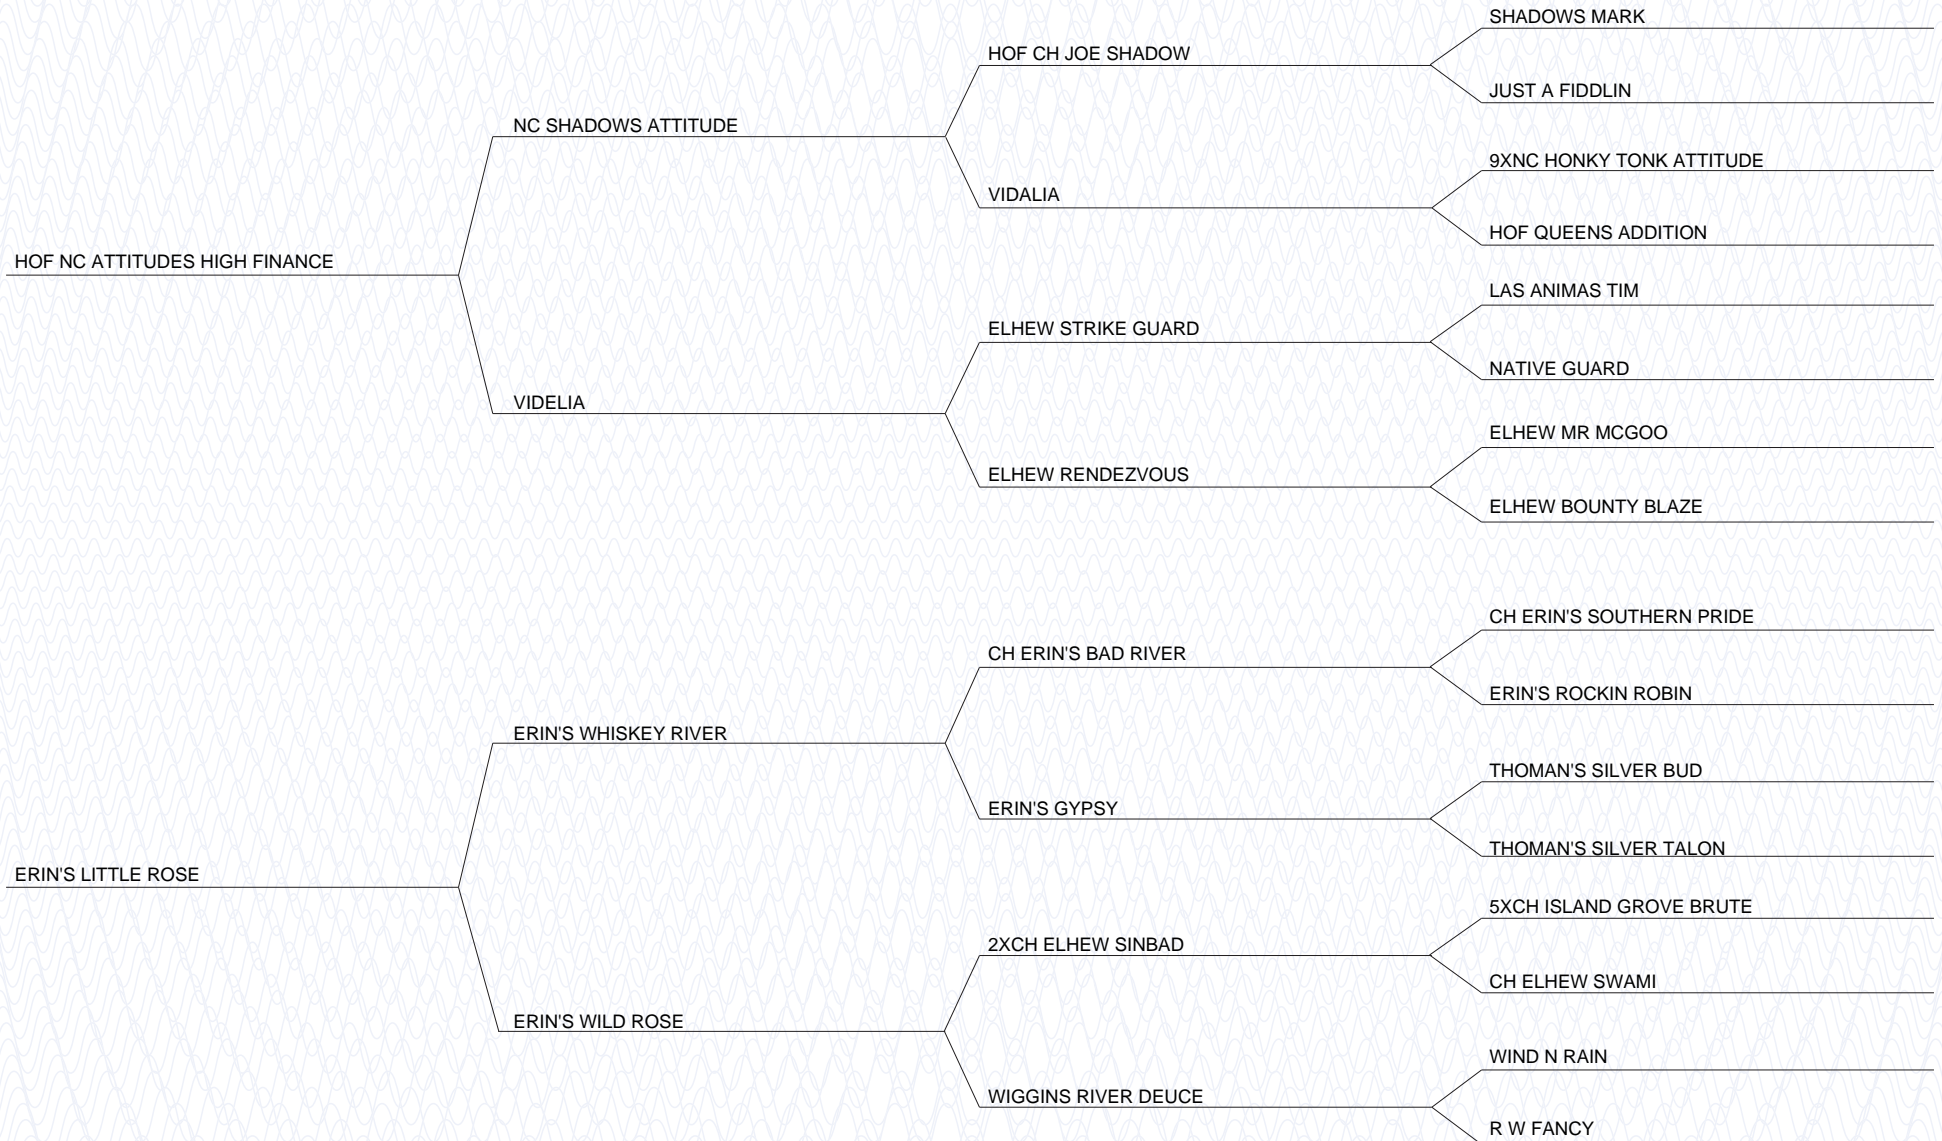 SHADOWS MARK
HOF CH JOE SHADOW
JUST A FIDDLIN
NC SHADOWS ATTITUDE
9XNC HONKY TONK ATTITUDE
VIDALIA
HOF QUEENS ADDITION
HOF NC ATTITUDES HIGH FINANCE
LAS ANIMAS TIM
ELHEW STRIKE GUARD
NATIVE GUARD
VIDELIA
ELHEW MR MCGOO
ELHEW RENDEZVOUS
ELHEW BOUNTY BLAZE
CH ERIN'S SOUTHERN PRIDE
CH ERIN'S BAD RIVER
ERIN'S ROCKIN ROBIN
ERIN'S WHISKEY RIVER
THOMAN'S SILVER BUD
ERIN'S GYPSY
THOMAN'S SILVER TALON
ERIN'S LITTLE ROSE
5XCH ISLAND GROVE BRUTE
2XCH ELHEW SINBAD
CH ELHEW SWAMI
ERIN'S WILD ROSE
WIND N RAIN
WIGGINS RIVER DEUCE
R W FANCY